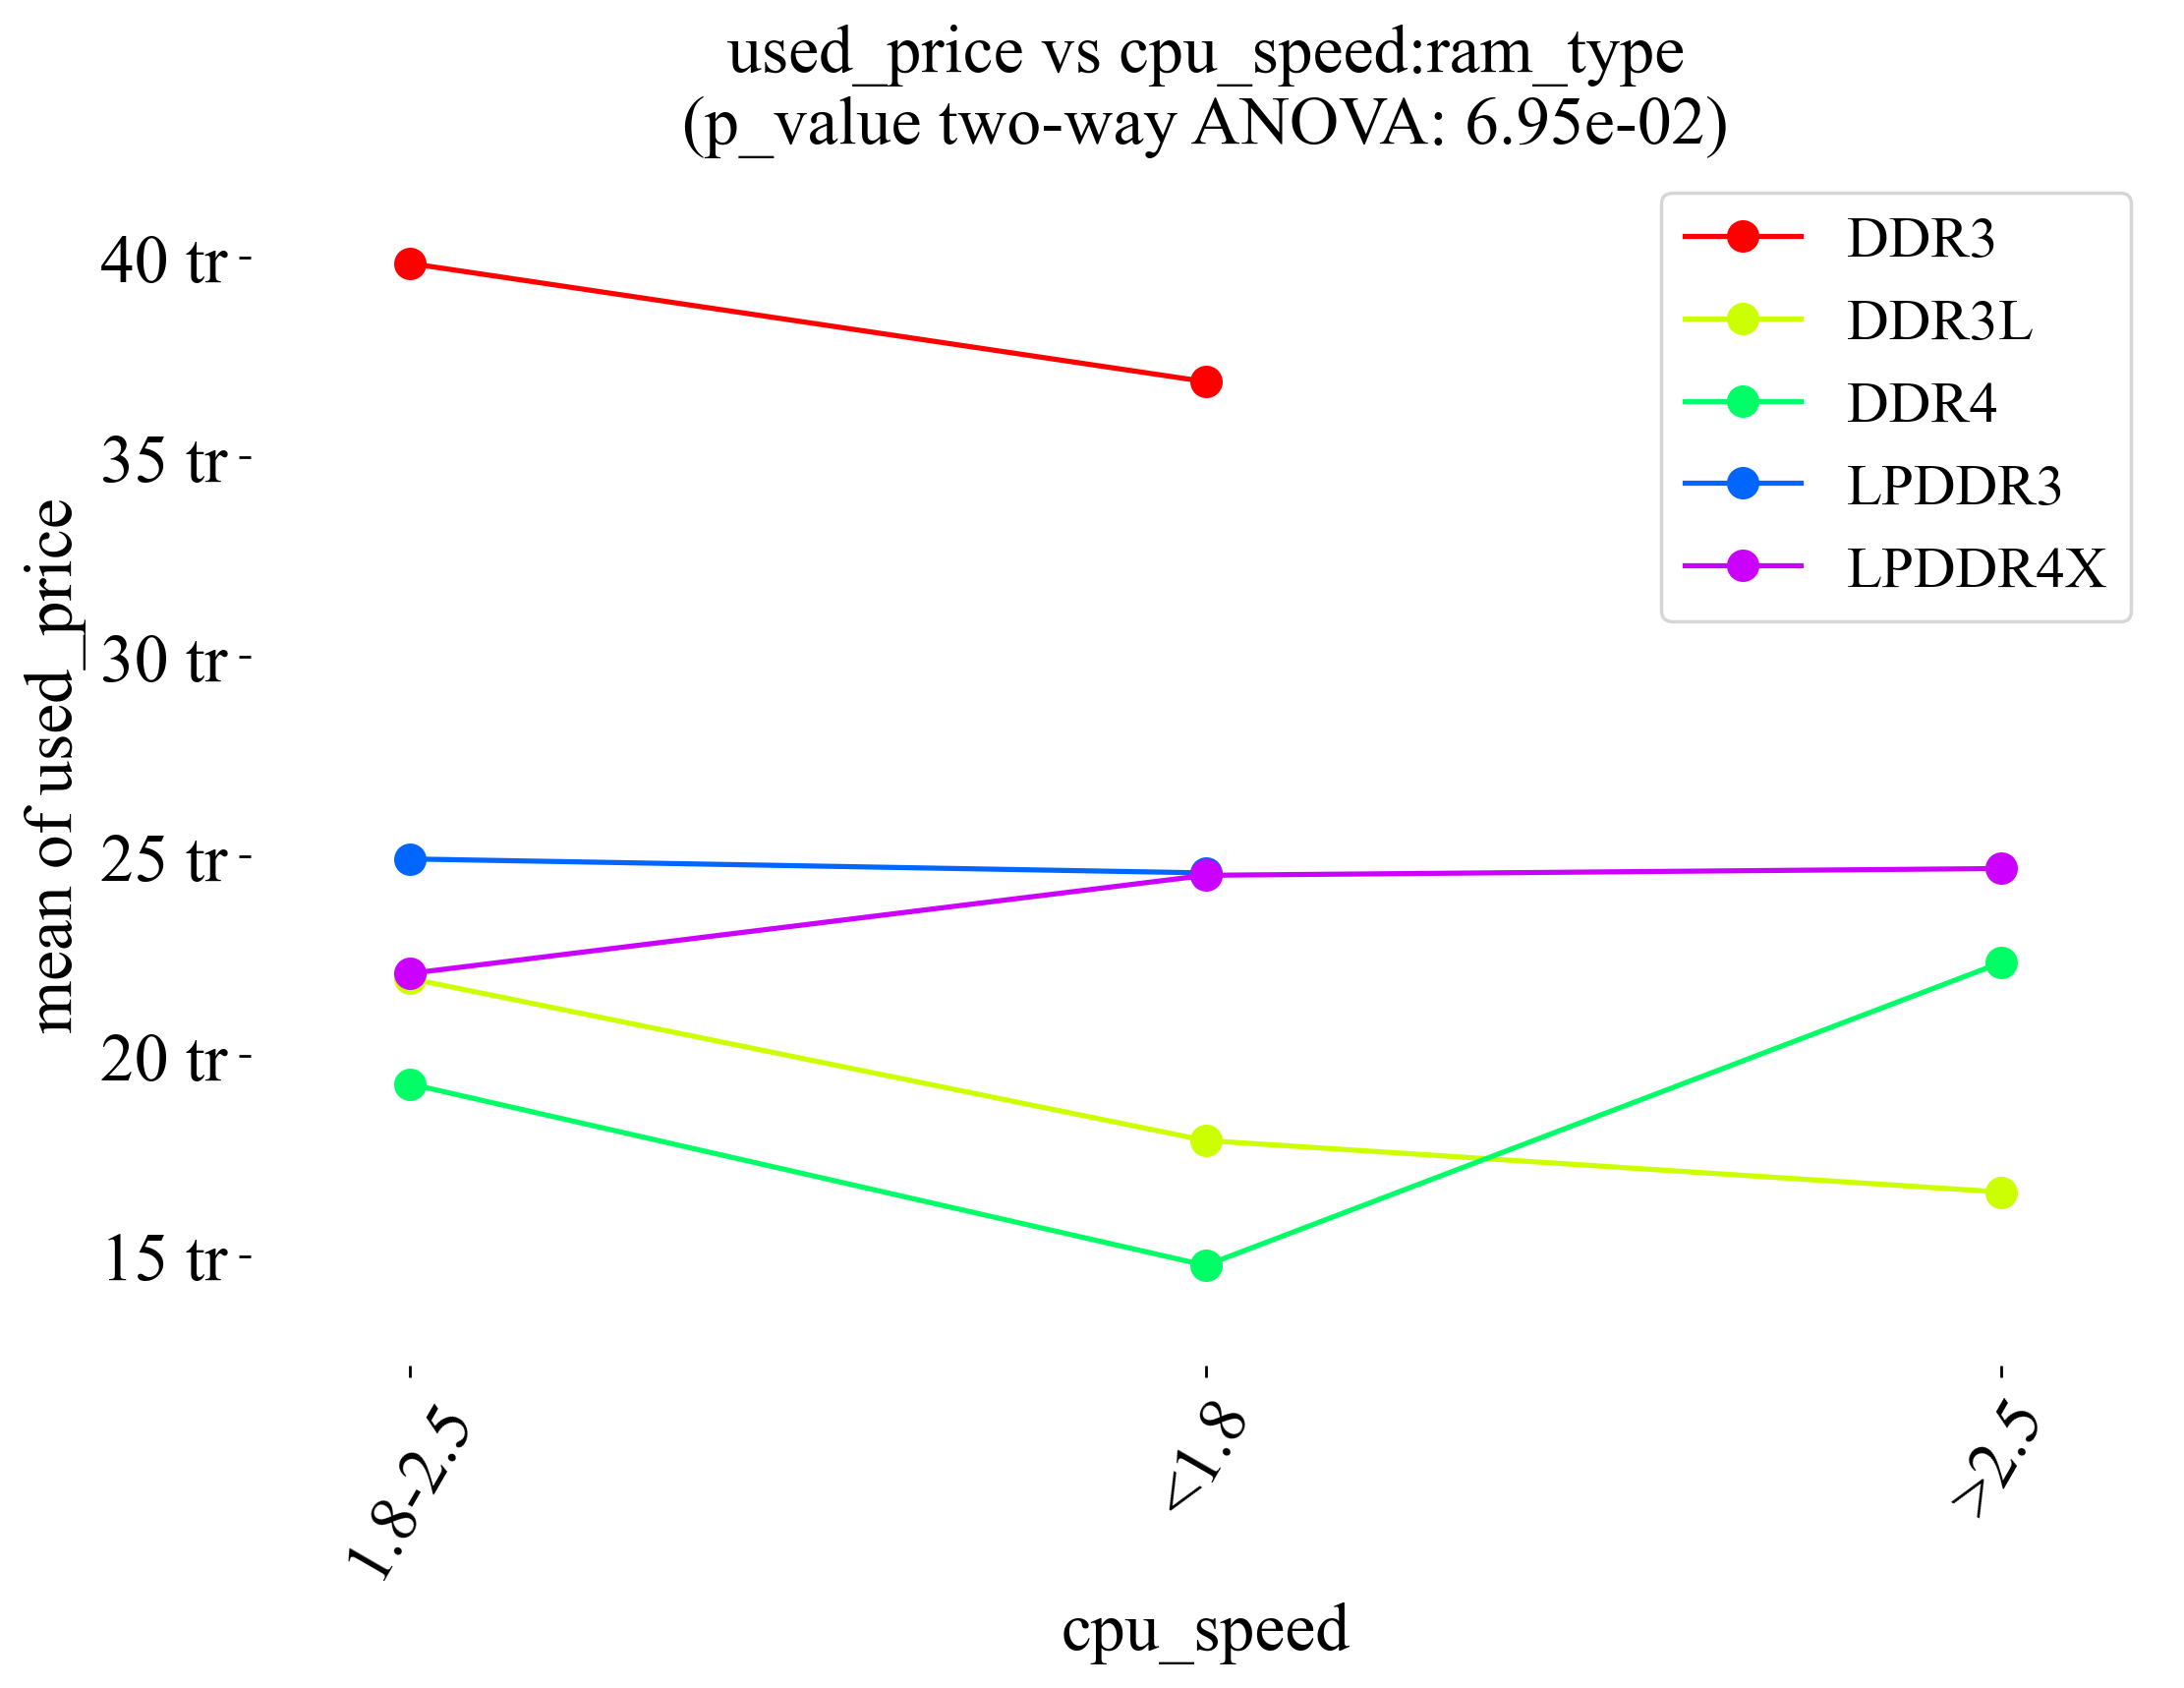 used_price vs cpu_speed:ram_type
(p_value two-way ANOVA: 6.95e-02)
DDR3
DDR3L
DDR4
LPDDR3
LPDDR4X
mean of used_price
40 tr
35 tr
30 tr
25 tr
20 tr
15 tr
1.8-2.5
<1.8
>2.5
cpu_speed